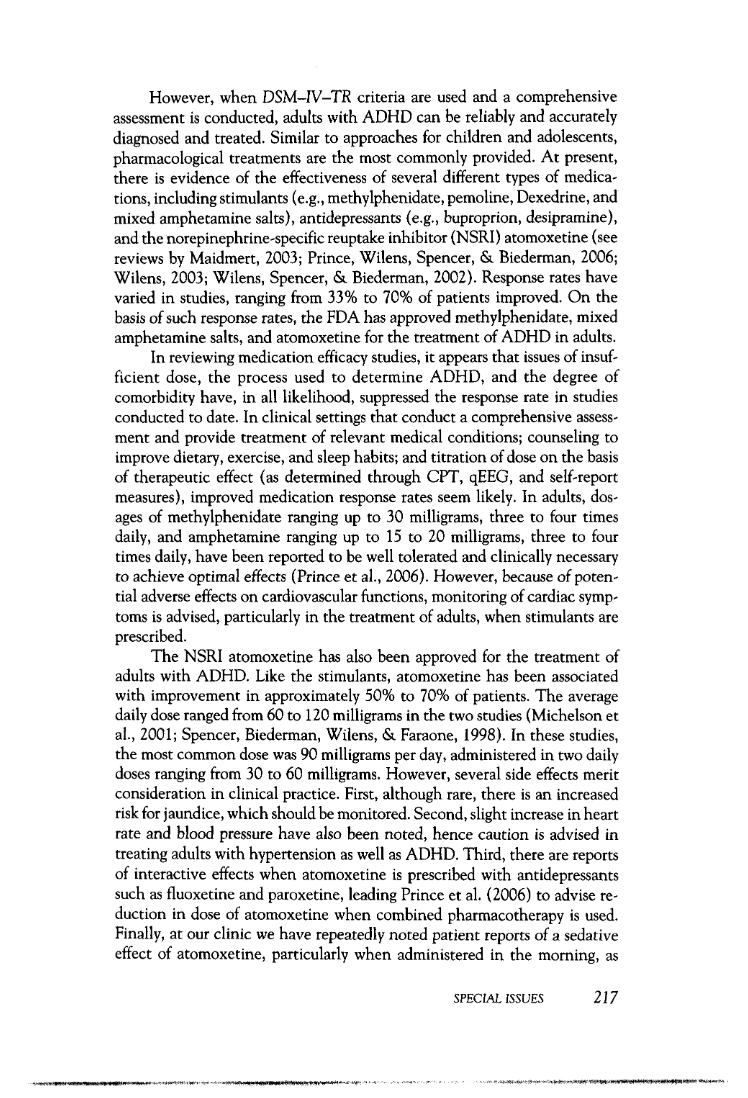 However, when DSM–IV–TR criteria are used and a comprehensive
assessment is conducted, adults with ADHD can be reliably and accurately
diagnosed and treated. Similar to approaches for children and adolescents,
pharmacological treatments are the most commonly provided. At present,
there is evidence of the effectiveness of several different types of medica-
tions, including stimulants (e.g., methylphenidate, pemoline, Dexedrine, and
mixed amphetamine salts), antidepressants (e.g., buproprion, desipramine),
and the norepinephrine-specific reuptake inhibitor (NSRI) atomoxetine (see
reviews by Maidmert, 2003; Prince, Wilens, Spencer, & Biederman, 2006;
Wilens, 2003; Wilens, Spencer, & Biederman, 2002). Response rates have
varied in studies, ranging from 33% to 70% of patients improved. On the
basis of such response rates, the FDA has approved methylphenidate, mixed
amphetamine salts, and atomoxetine for the treatment of ADHD in adults.
In reviewing medication efficacy studies, it appears that issues of insuf-
ficient dose, the process used to determine ADHD, and the degree of
comorbidity have, in all likelihood, suppressed the response rate in studies
conducted to date. In clinical settings that conduct a comprehensive assess-
ment and provide treatment of relevant medical conditions; counseling to
improve dietary, exercise, and sleep habits; and titration of dose on the basis
of therapeutic effect (as determined through CPT, qEEG, and self-report
measures), improved medication response rates seem likely. In adults, dos-
ages of methylphenidate ranging up to 30 milligrams, three to four times
daily, and amphetamine ranging up to 15 to 20 milligrams, three to four
times daily, have been reported to be well tolerated and clinically necessary
to achieve optimal effects (Prince et al., 2006). However, because of poten-
tial adverse effects on cardiovascular functions, monitoring of cardiac symp-
toms is advised, particularly in the treatment of adults, when stimulants are
prescribed.
The NSRI atomoxetine has also been approved for the treatment of
adults with ADHD. Like the stimulants, atomoxetine has been associated
with improvement in approximately 50% to 70% of patients. The average
daily dose ranged from 60 to 120 milligrams in the two studies (Michelson et
al., 2001; Spencer, Biederman, Wilens, & Faraone, 1998). In these studies,
the most common dose was 90 milligrams per day, administered in two daily
doses ranging from 30 to 60 milligrams. However, several side effects merit
consideration in clinical practice. First, although rare, there is an increased
risk for jaundice, which should be monitored. Second, slight increase in heart
rate and blood pressure have also been noted, hence caution is advised in
treating adults with hypertension as well as ADHD. Third, there are reports
of interactive effects when atomoxetine is prescribed with antidepressants
such as fluoxetine and paroxetine, leading Prince et al. (2006) to advise re-
duction in dose of atomoxetine when combined pharmacotherapy is used.
Finally, at our clinic we have repeatedly noted patient reports of a sedative
effect of atomoxetine, particularly when administered in the morning, as
SPECIAL ISSUES 217